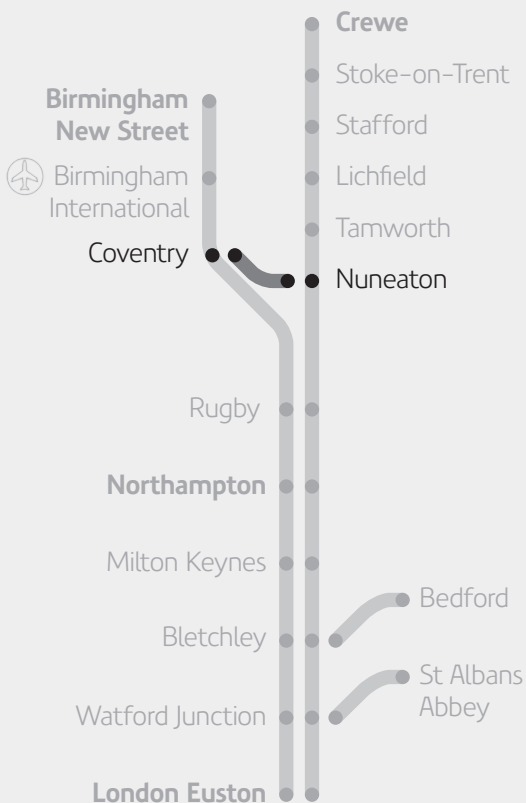 Crewe
Stoke-on-Trent
Birmingham
New Street
Stafford
Birmingham
International
Lichfield
Tamworth
Coventry
Nuneaton
Rugby
Northampton
Milton Keynes
Bedford
Bletchley
St Albans
Abbey
Watford Junction
London Euston